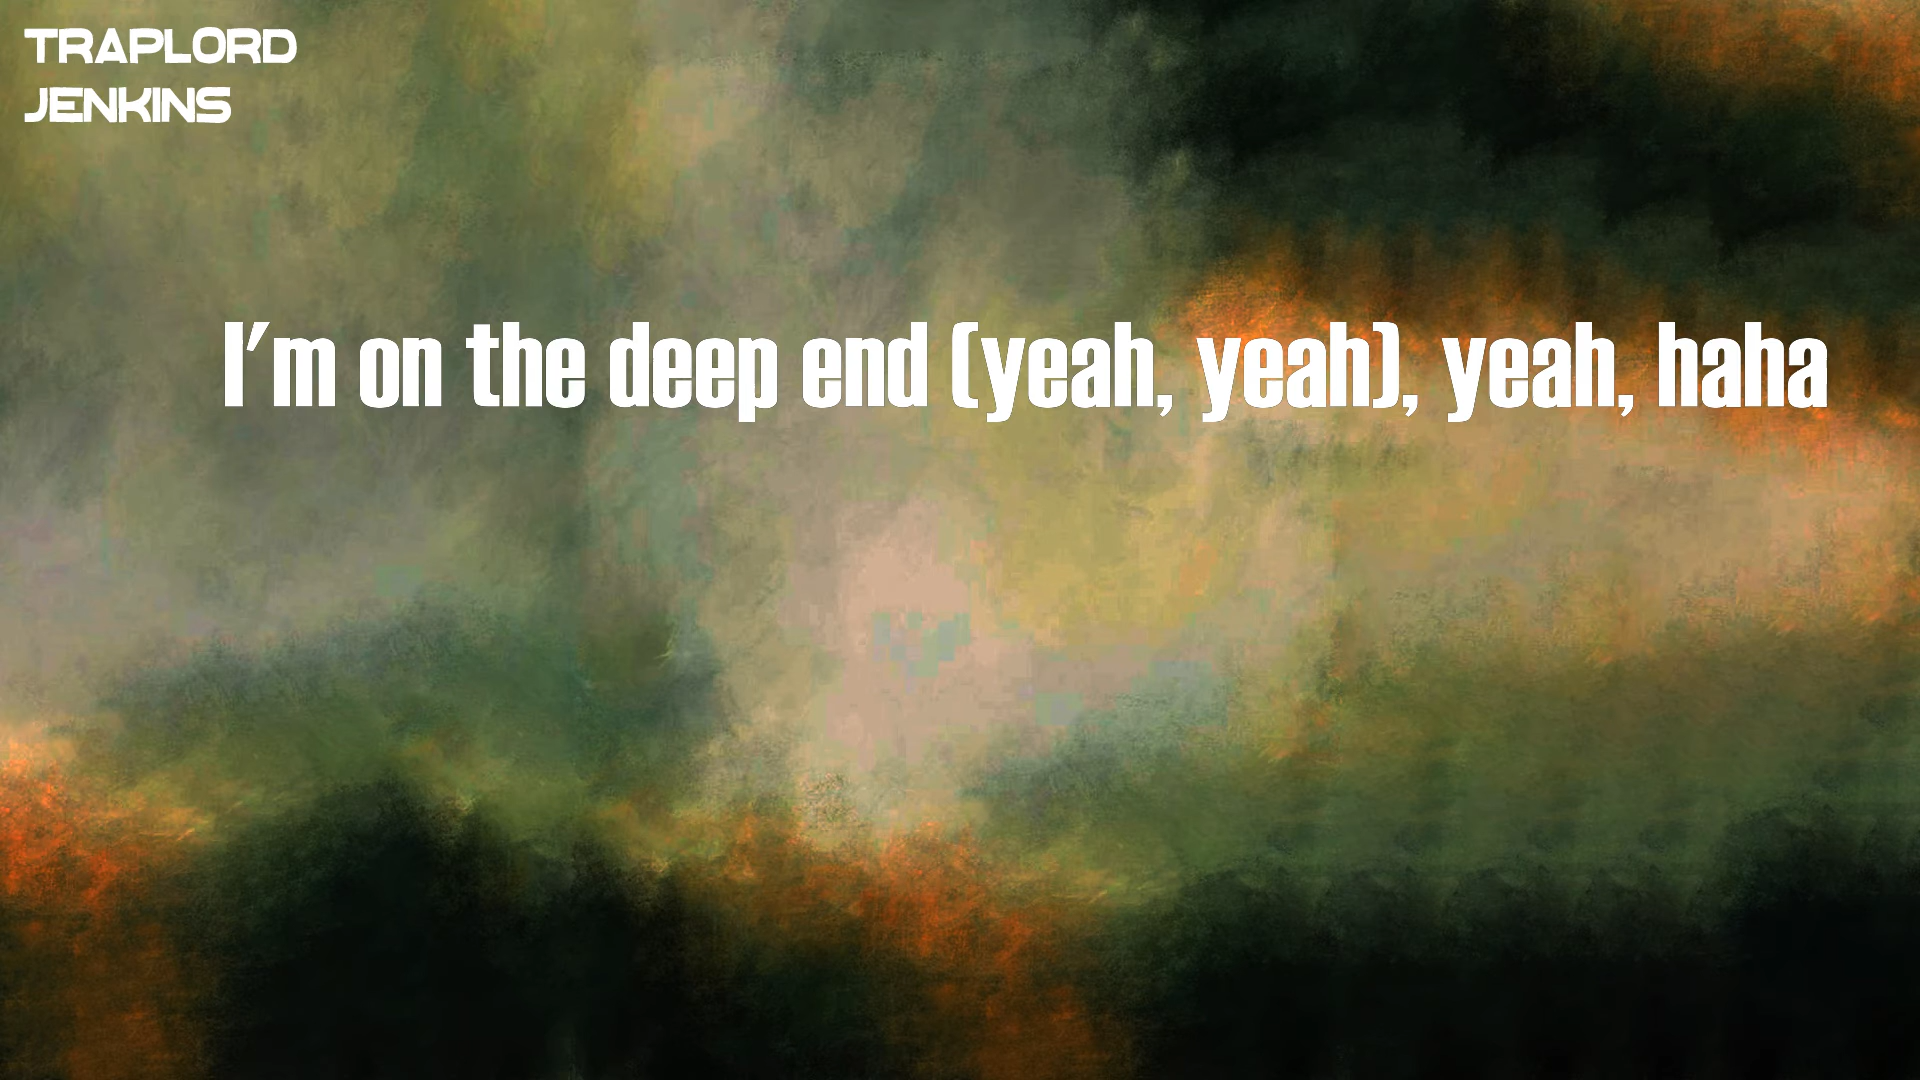 TRAPLORD
JENKINS
I'm on the deep end (yeah, yeah), yeah, haha